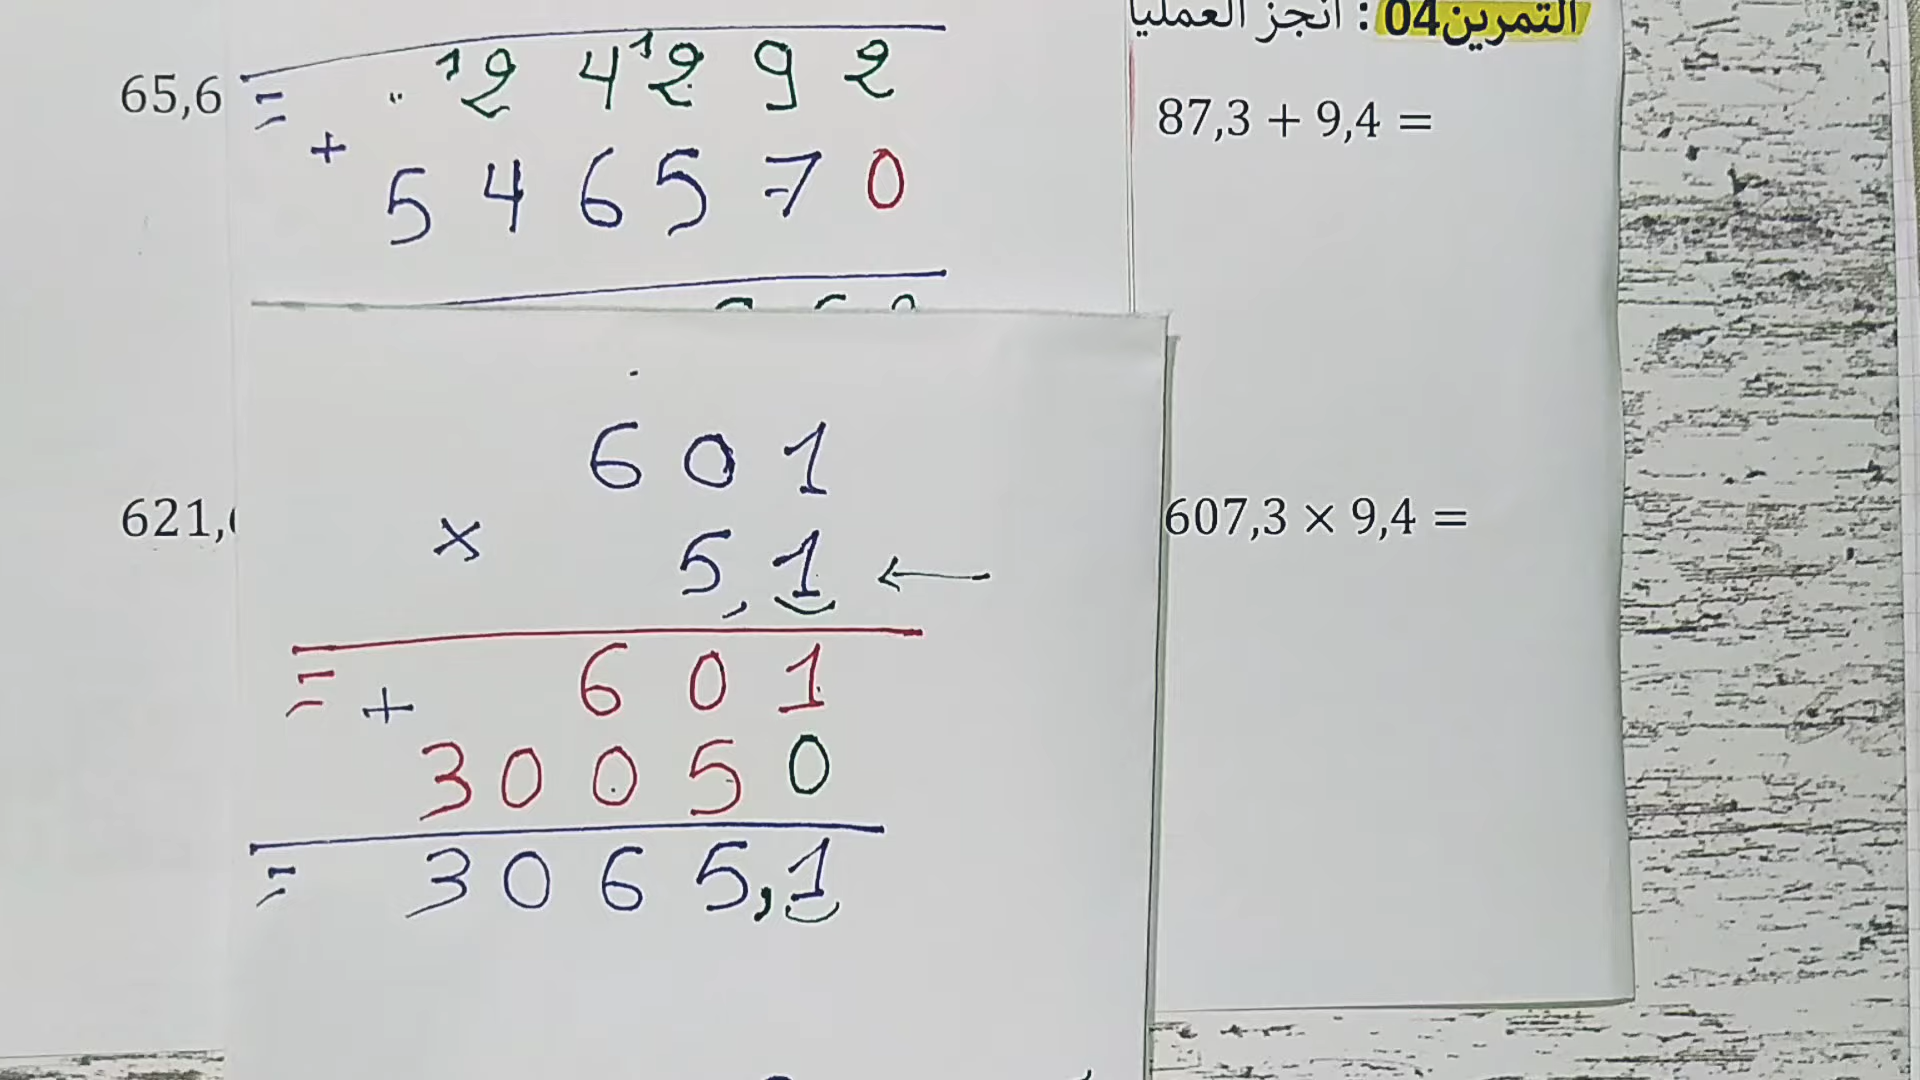 التمرين04 : أنجز العمليا
65,6
12 4 12 9 2
=
+ 5 4 6 5 7 0
87,3 + 9,4 =
6 0 1
× 5,1 ←
621,
607,3 × 9,4 =
= 6 0 1
+ 3 0 0 5 0
= 3 0 6 5,1